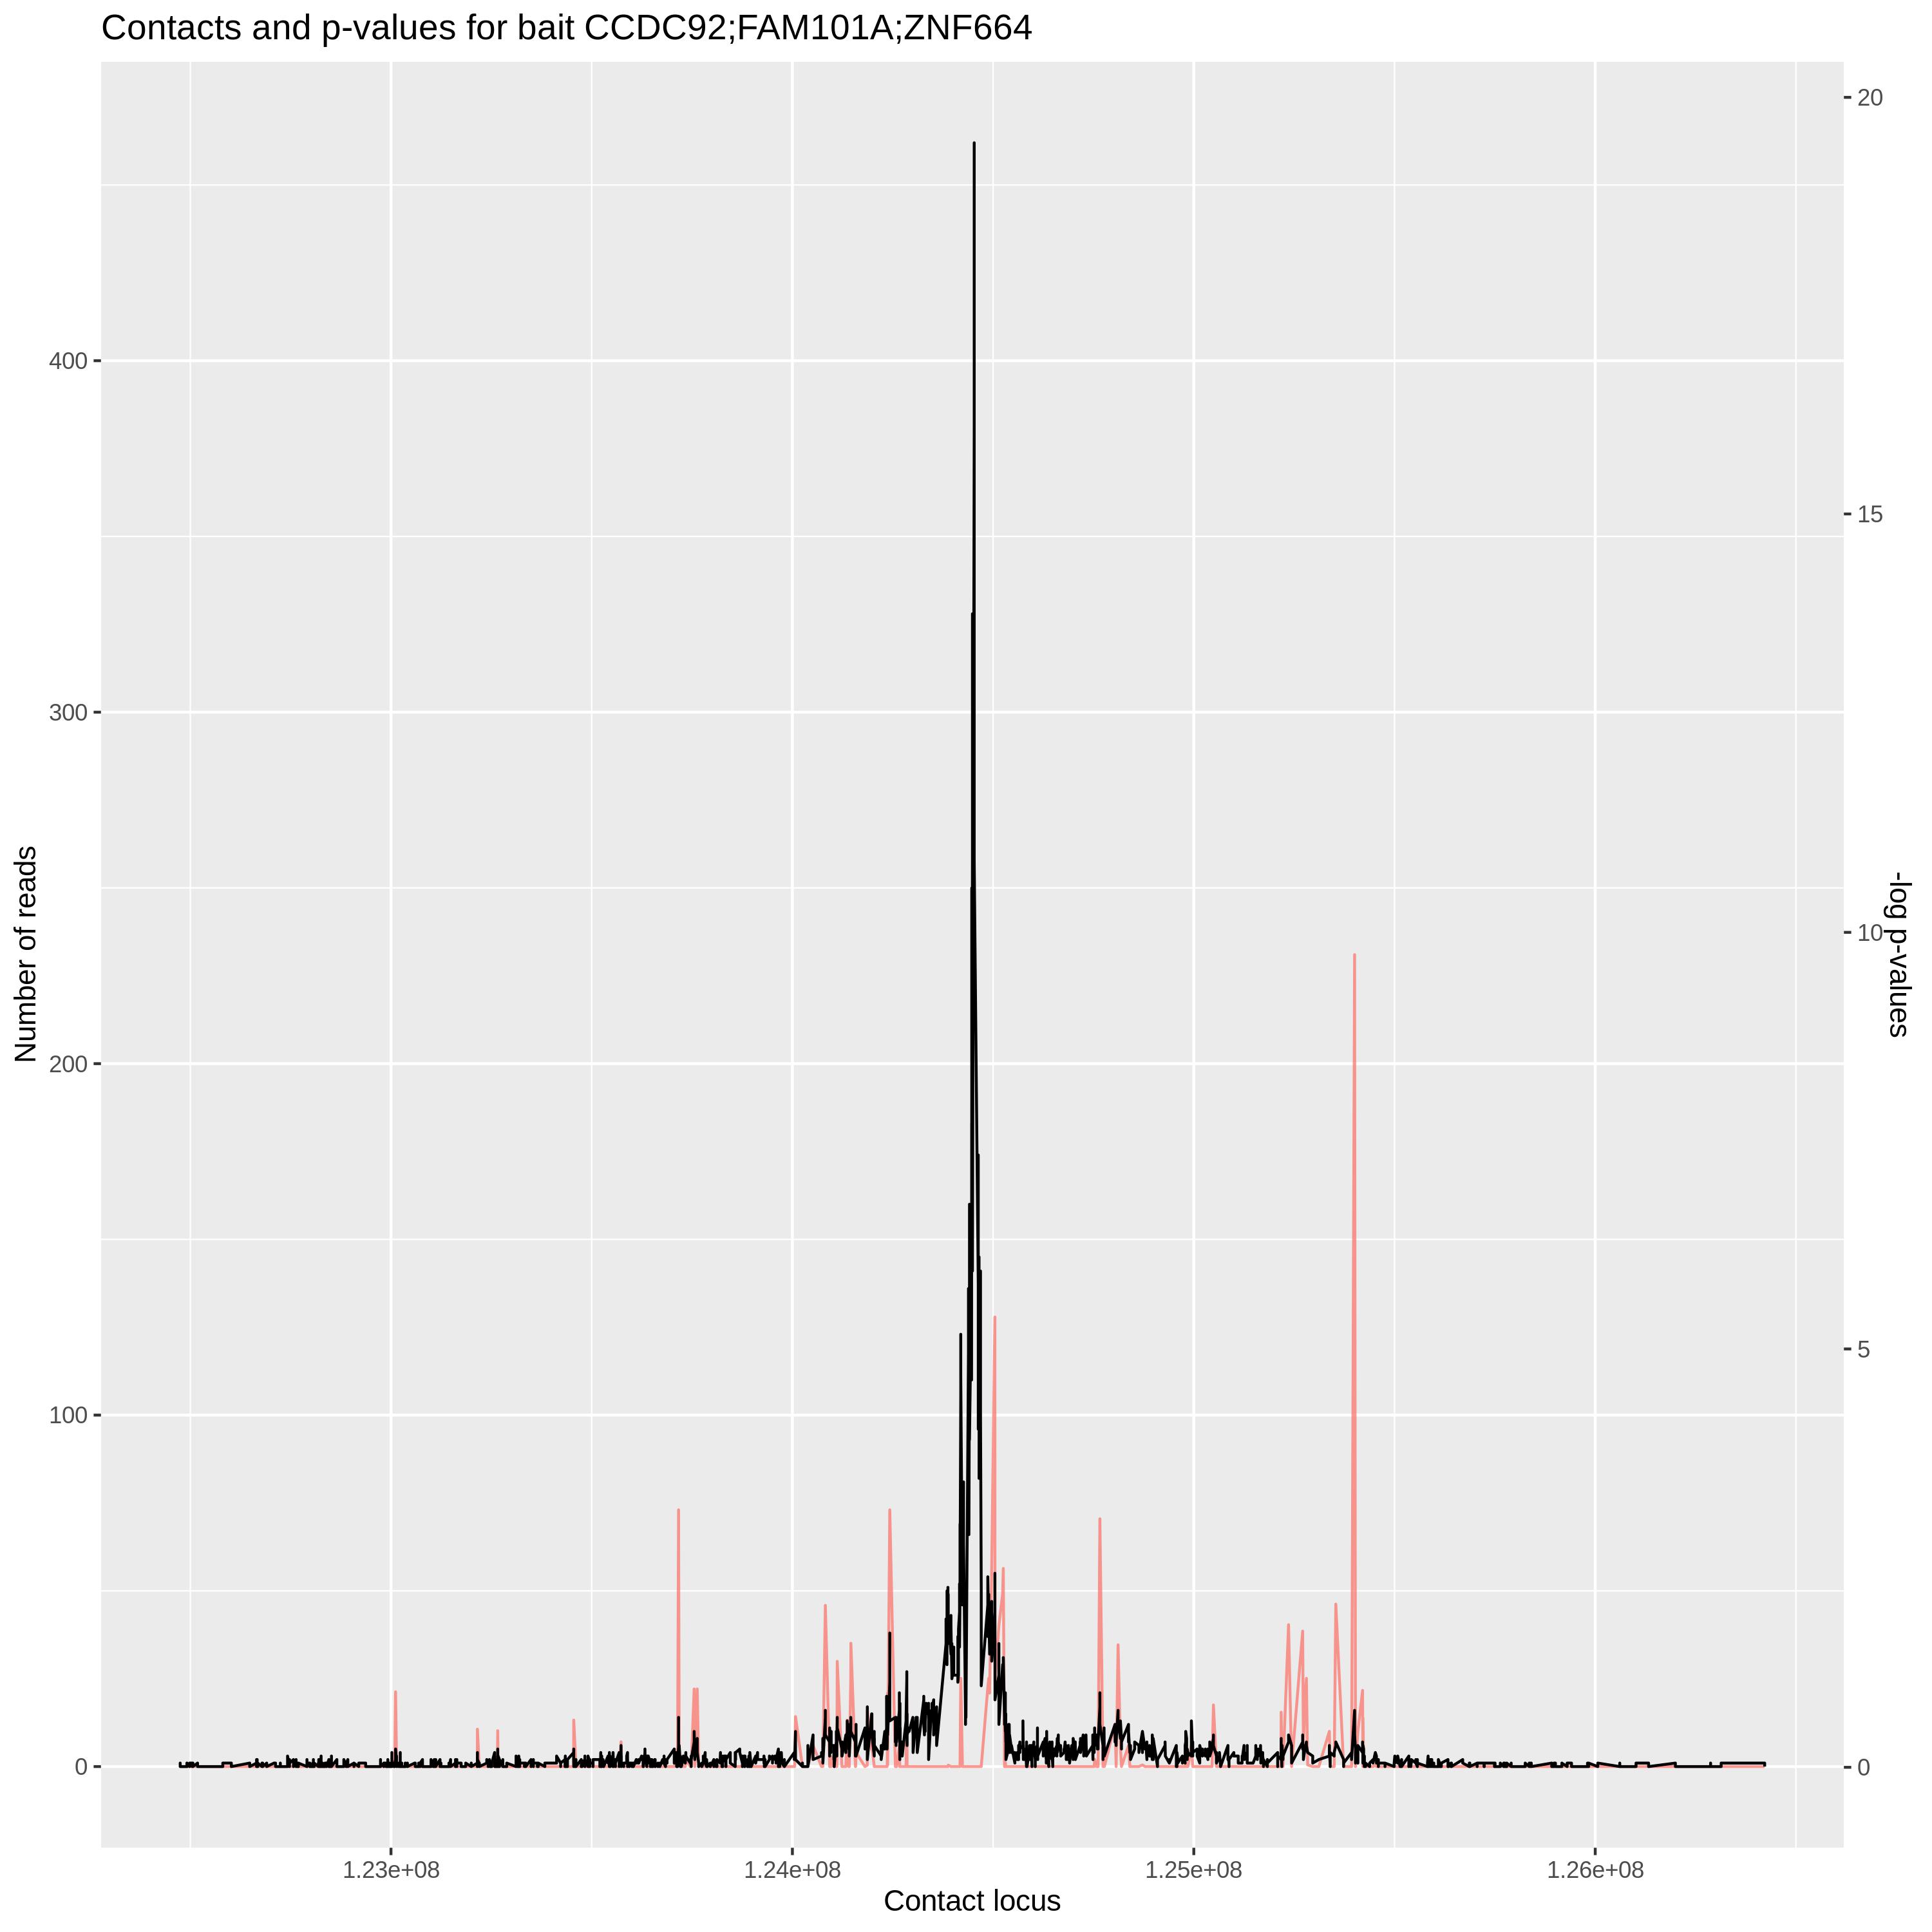 Contacts and p-values for bait CCDC92;FAM101A;ZNF664
20
400
15
300
Number of reads
-log p-values
10
200
5
100
0
0
1.23e+08 1.24e+08 1.25e+08 1.26e+08
Contact locus